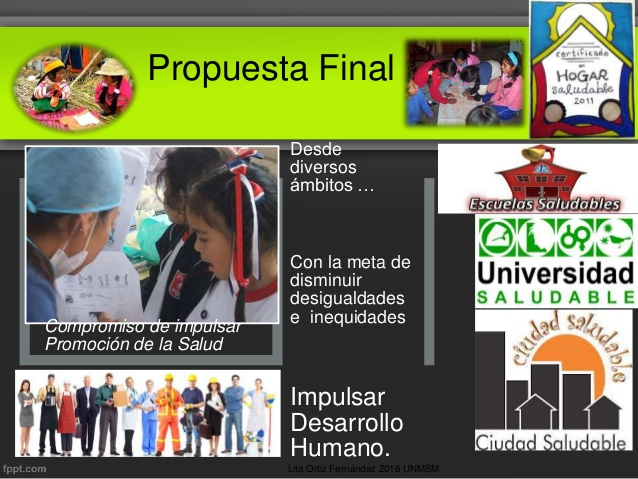 Propuesta Final
certificado
HOGAR
saludable
2011
Desde
diversos
ámbitos ...
Escuelas Saludables
Con la meta de
disminuir
desigualdades
e inequidades
Universidad
SALUDABLE
Compromiso de impulsar
Promoción de la Salud
ciudad saludable
Impulsar
Desarrollo
Humano.
Ciudad Saludable
fppt.com
Lita Ortiz Fernández 2016 UNMSM